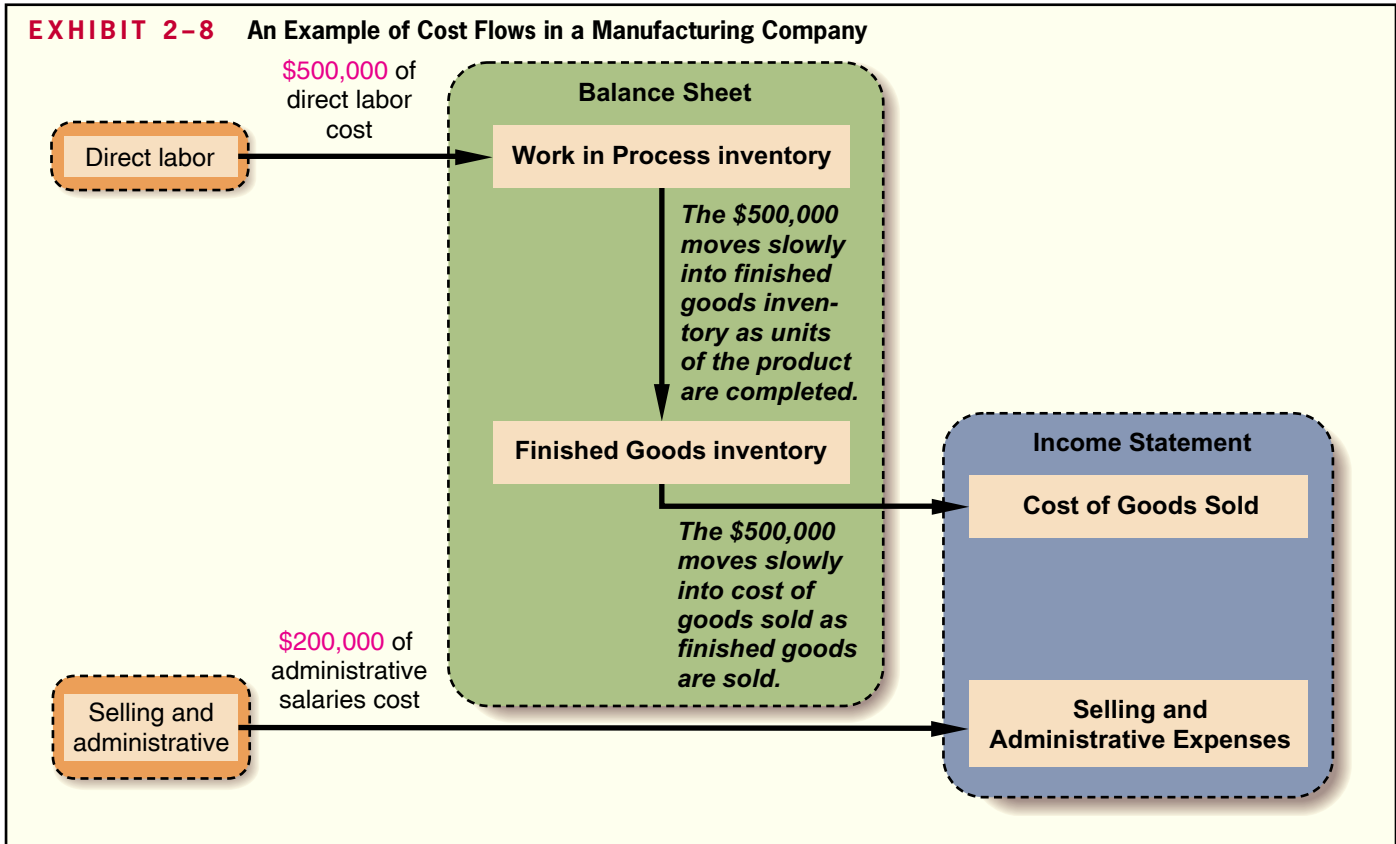 EXHIBIT 2–8 An Example of Cost Flows in a Manufacturing Company
$500,000 of
direct labor
cost
Direct labor
Balance Sheet
Work in Process inventory
The $500,000
moves slowly
into finished
goods inven-
tory as units
of the product
are completed.
Finished Goods inventory
The $500,000
moves slowly
into cost of
goods sold as
finished goods
are sold.
Income Statement
Cost of Goods Sold
$200,000 of
administrative
salaries cost
Selling and
administrative
Selling and
Administrative Expenses